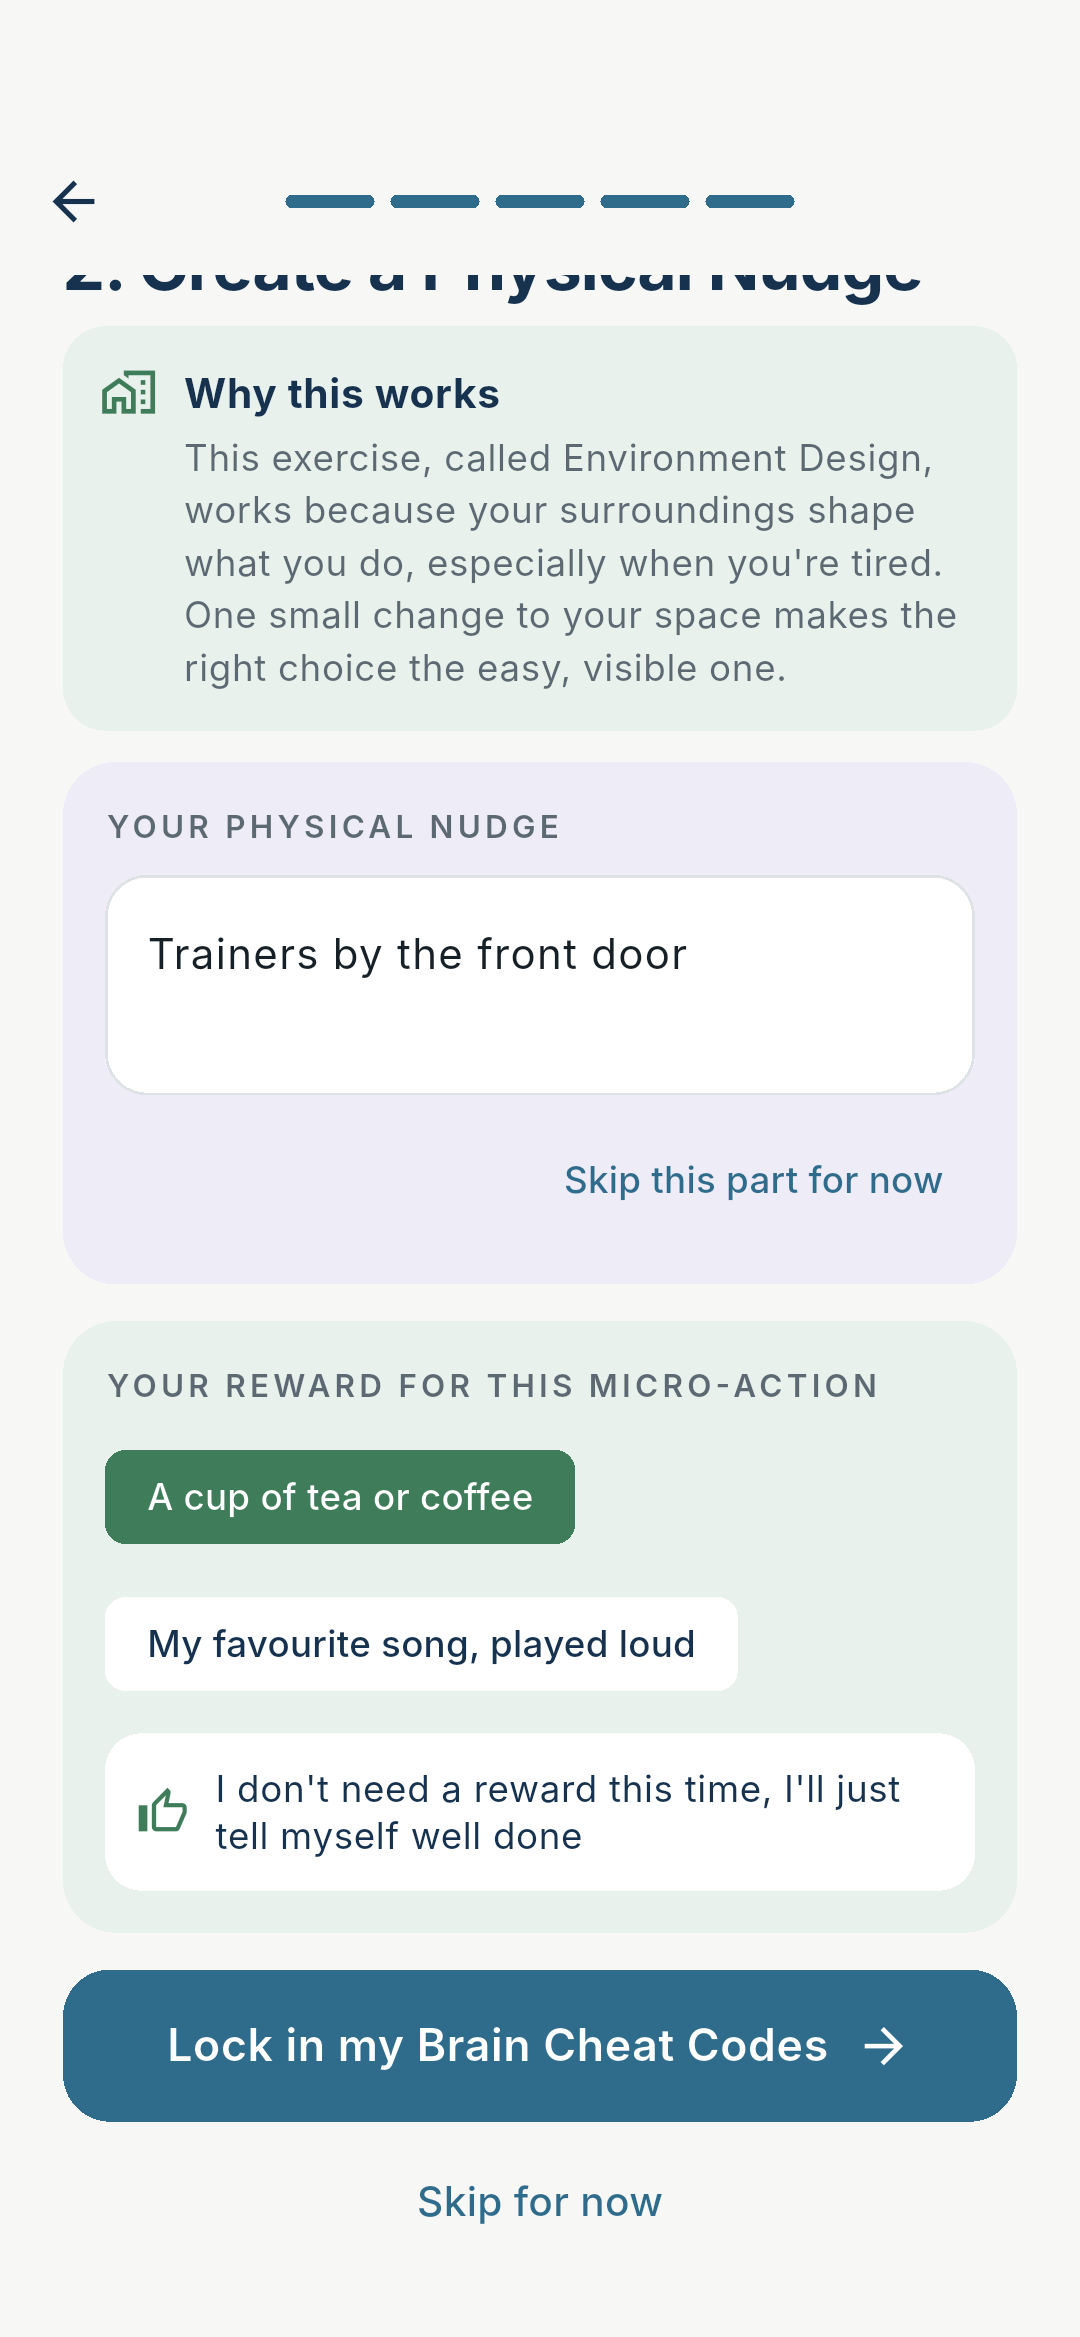 2. Create a Physical Nudge
Why this works
This exercise, called Environment Design,
works because your surroundings shape
what you do, especially when you're tired.
One small change to your space makes the
right choice the easy, visible one.
YOUR PHYSICAL NUDGE
Trainers by the front door
Skip this part for now
YOUR REWARD FOR THIS MICRO-ACTION
A cup of tea or coffee
My favourite song, played loud
I don't need a reward this time, I'll just
tell myself well done
Lock in my Brain Cheat Codes
Skip for now